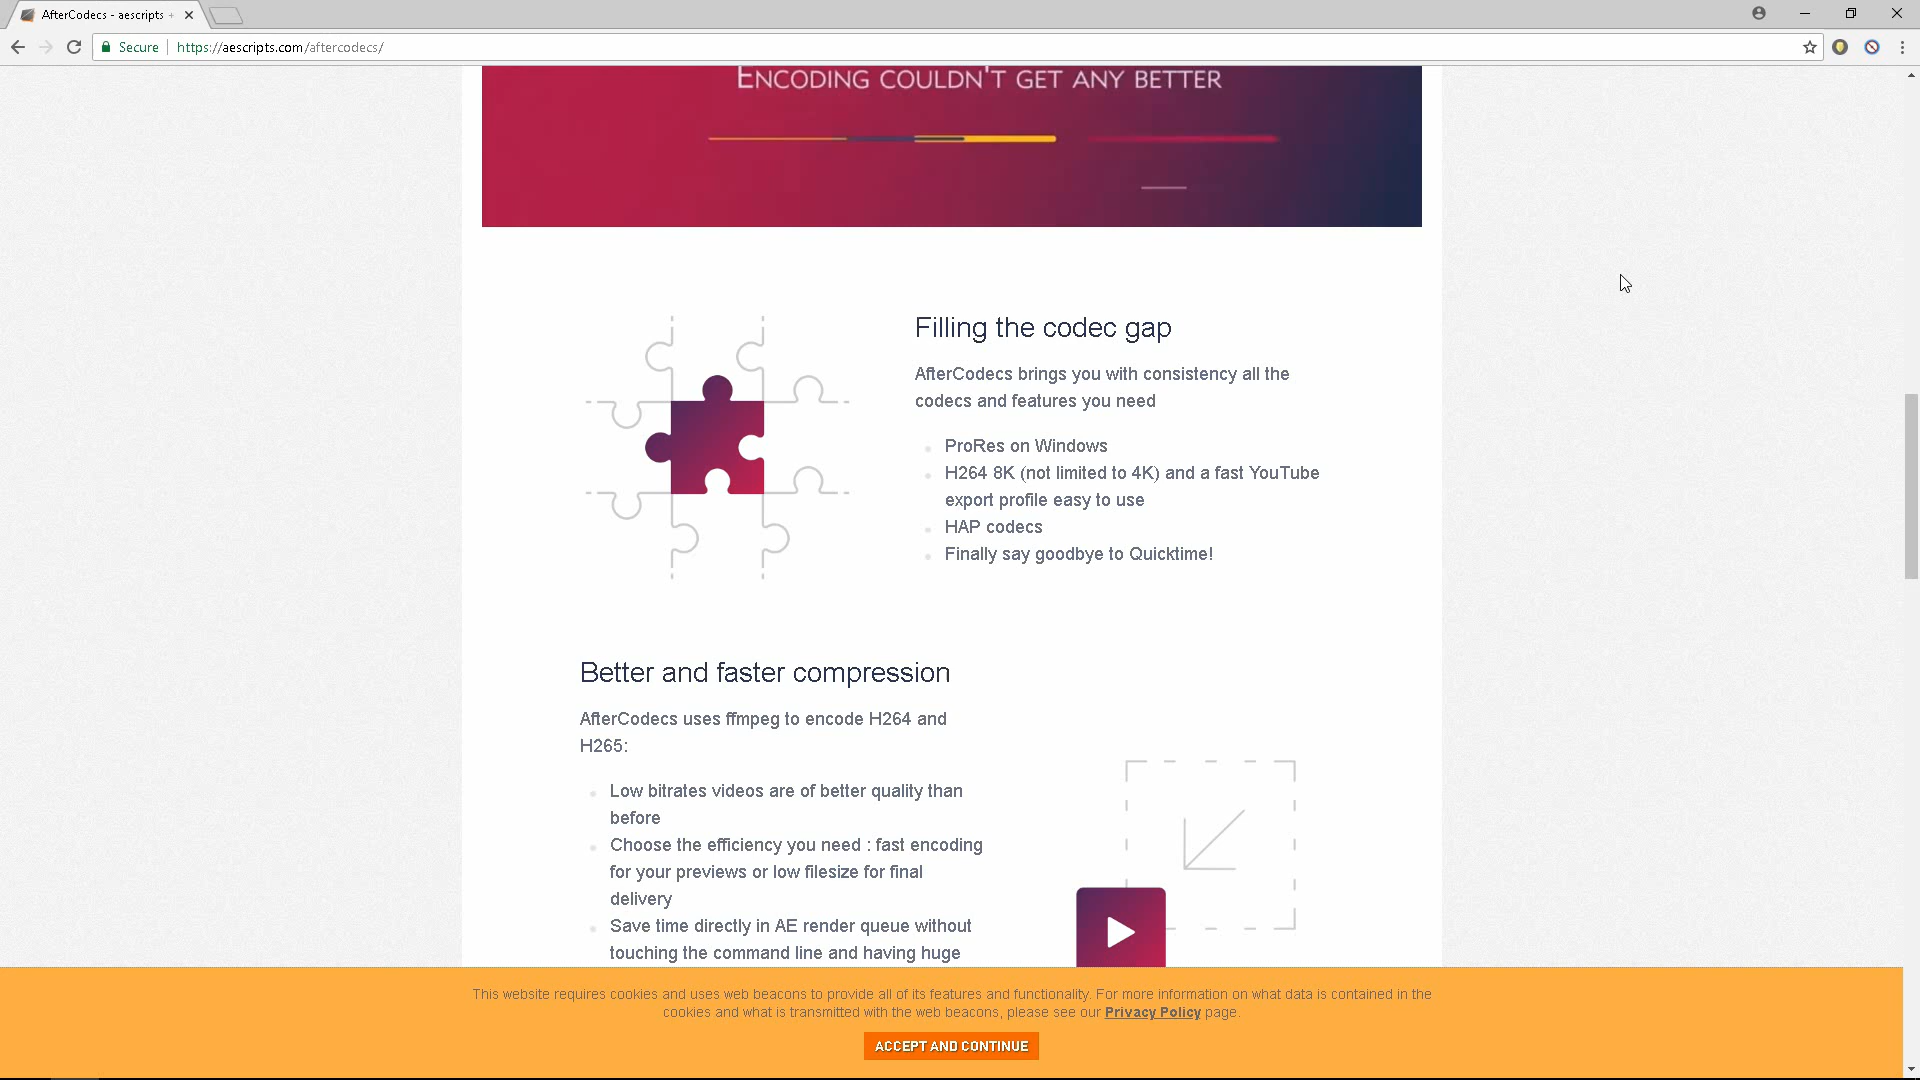 AfterCodecs - aescripts +
Secure
https://aescripts.com/aftercodecs/
ENCODING COULDN'T GET ANY BETTER
Filling the codec gap
AfterCodecs brings you with consistency all the
codecs and features you need
ProRes on Windows
H264 8K (not limited to 4K) and a fast YouTube
export profile easy to use
HAP codecs
Finally say goodbye to Quicktime!
Better and faster compression
AfterCodecs uses ffmpeg to encode H264 and
H265:
Low bitrates videos are of better quality than
before
Choose the efficiency you need : fast encoding
for your previews or low filesize for final
delivery
Save time directly in AE render queue without
touching the command line and having huge
This website requires cookies and uses web beacons to provide all of its features and functionality. For more information on what data is contained in the
cookies and what is transmitted with the web beacons, please see our Privacy Policy page.
ACCEPT AND CONTINUE